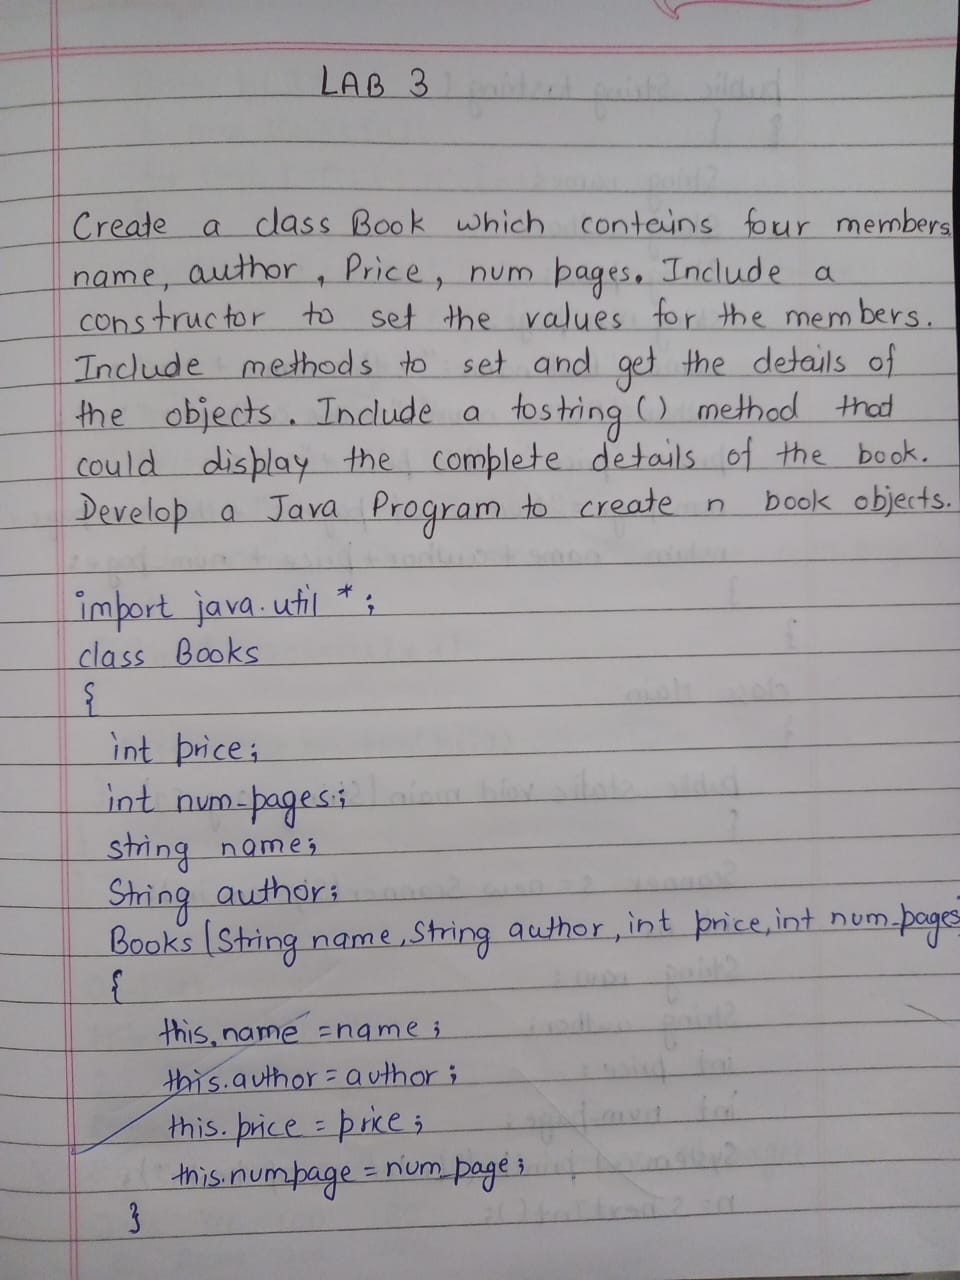 LAB 3
Create a class Book which contains four members
name, author, Price, num pages. Include a
constructor to set the values for the members.
Include methods to set and get the details of
the objects. Include a tostring() method that
could display the complete details of the book.
Develop a Java Program to create n book objects.
import java.util *;
class Books
{
int price;
int num-pages;
string name;
String author;
Books (String name, String author, int price, int num-pages
{
this.name = name;
this.author = author;
this.price = price;
this.numpage = num_page;
}